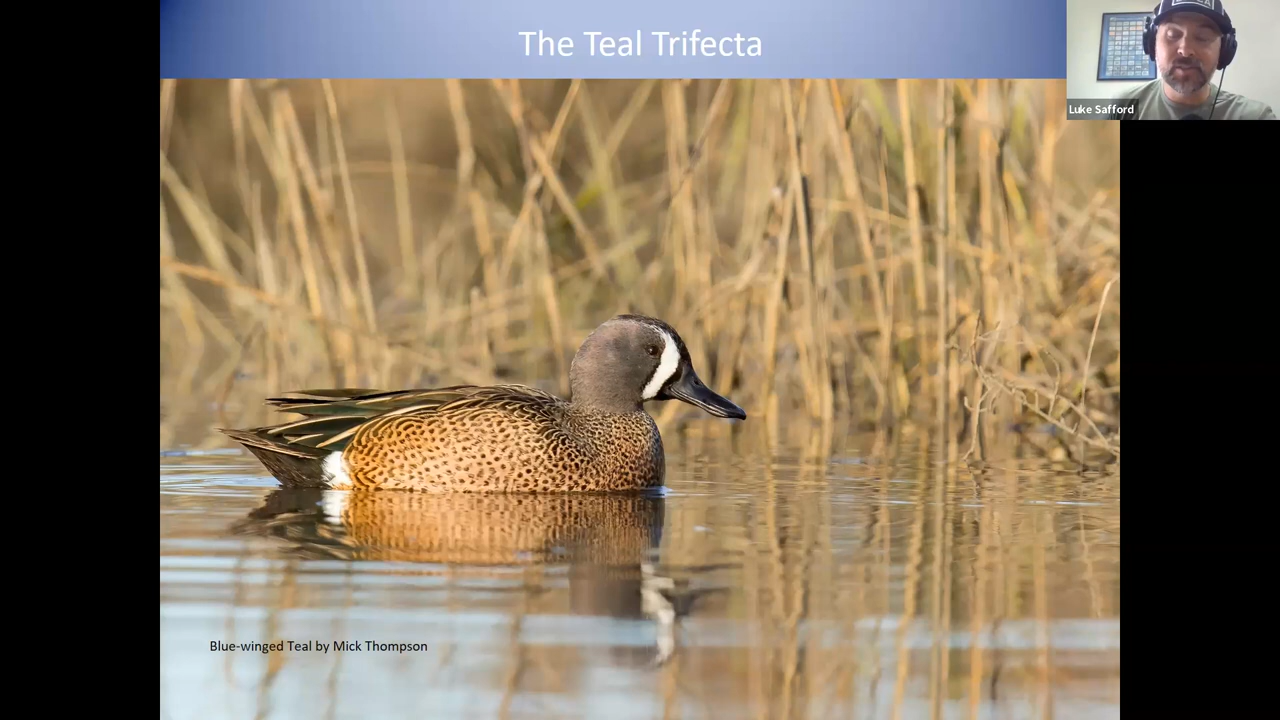 The Teal Trifecta
Luke Safford
Blue-winged Teal by Mick Thompson